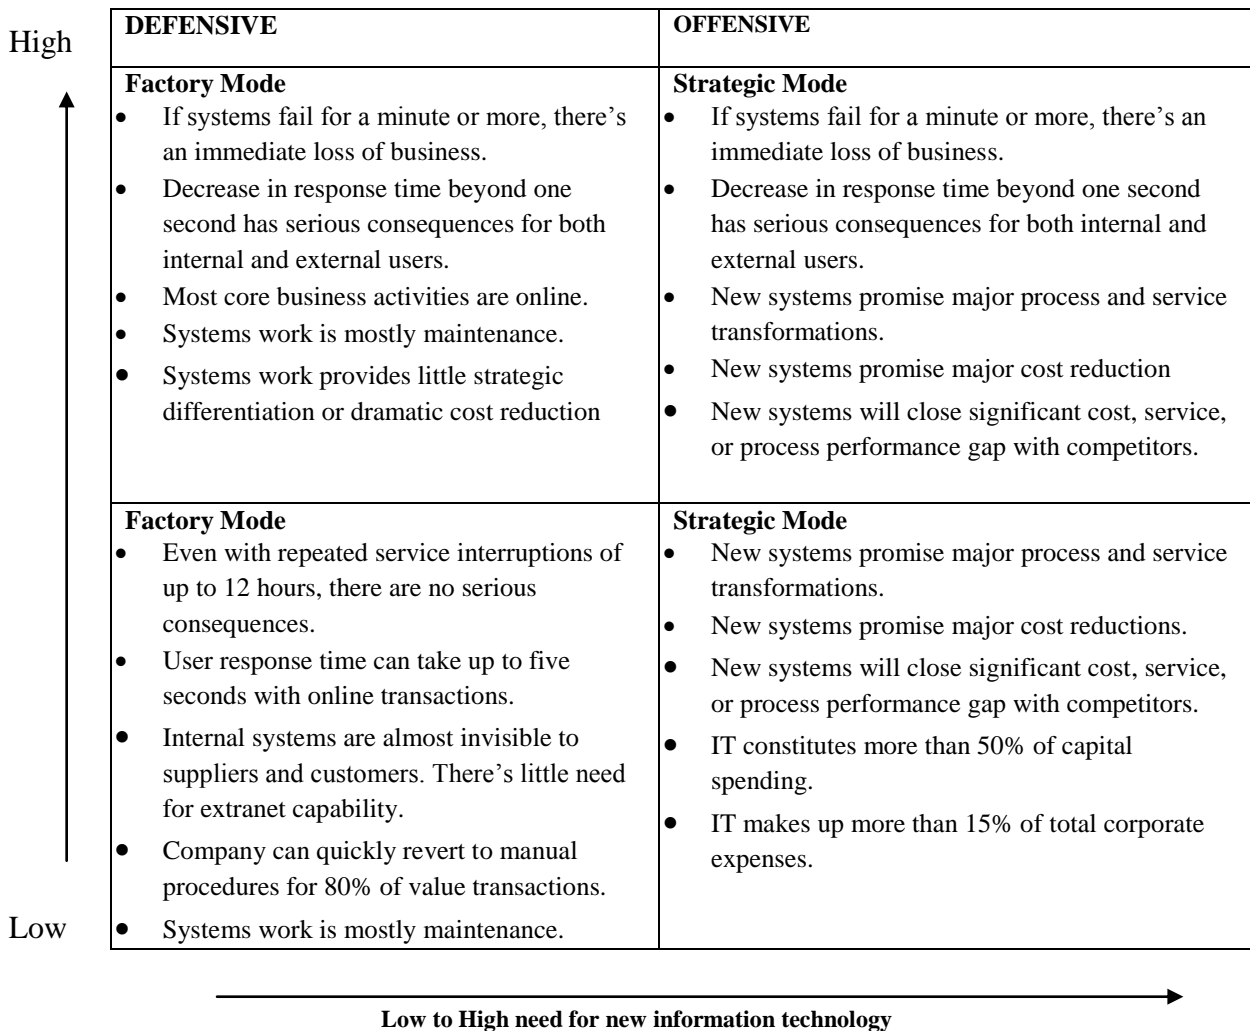 High
DEFENSIVE
OFFENSIVE
Factory Mode
• If systems fail for a minute or more, there’s
an immediate loss of business.
• Decrease in response time beyond one
second has serious consequences for both
internal and external users.
• Most core business activities are online.
• Systems work is mostly maintenance.
• Systems work provides little strategic
differentiation or dramatic cost reduction
Strategic Mode
• If systems fail for a minute or more, there’s an
immediate loss of business.
• Decrease in response time beyond one second
has serious consequences for both internal and
external users.
• New systems promise major process and service
transformations.
• New systems promise major cost reduction
• New systems will close significant cost, service,
or process performance gap with competitors.
Factory Mode
• Even with repeated service interruptions of
up to 12 hours, there are no serious
consequences.
• User response time can take up to five
seconds with online transactions.
• Internal systems are almost invisible to
suppliers and customers. There’s little need
for extranet capability.
• Company can quickly revert to manual
procedures for 80% of value transactions.
• Systems work is mostly maintenance.
Strategic Mode
• New systems promise major process and service
transformations.
• New systems promise major cost reductions.
• New systems will close significant cost, service,
or process performance gap with competitors.
• IT constitutes more than 50% of capital
spending.
• IT makes up more than 15% of total corporate
expenses.
Low
Low to High need for new information technology